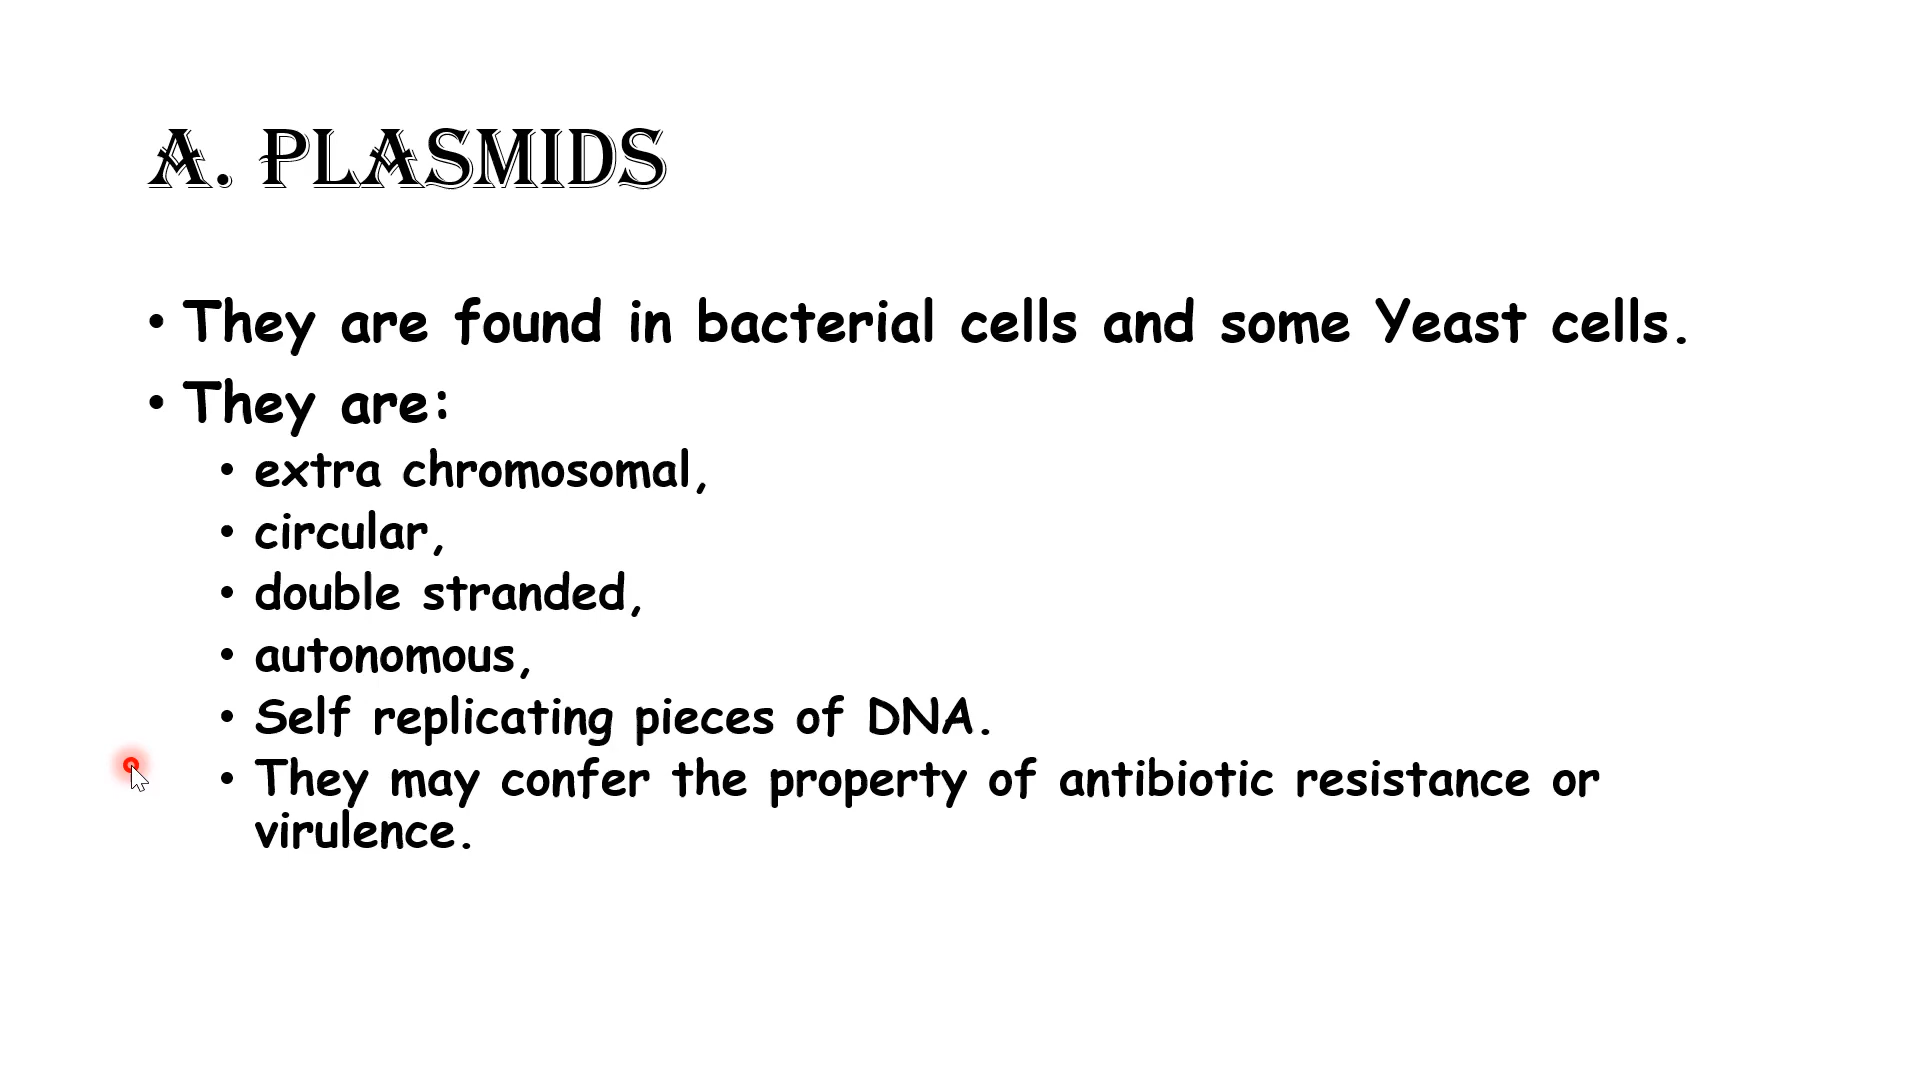 A. PLASMIDS
• They are found in bacterial cells and some Yeast cells.
• They are:
• extra chromosomal,
• circular,
• double stranded,
• autonomous,
• Self replicating pieces of DNA.
• They may confer the property of antibiotic resistance or
virulence.